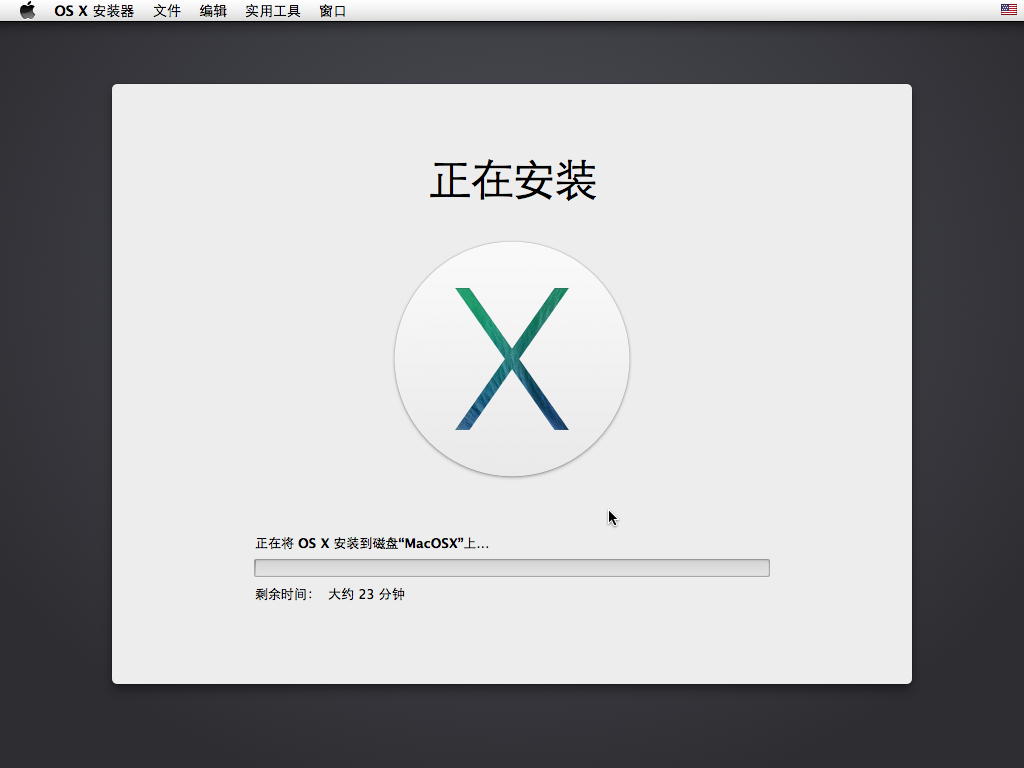 OS X 安装器 文件 编辑 实用工具 窗口
正在安装
正在将 OS X 安装到磁盘“MacOSX”上...
剩余时间： 大约 23 分钟